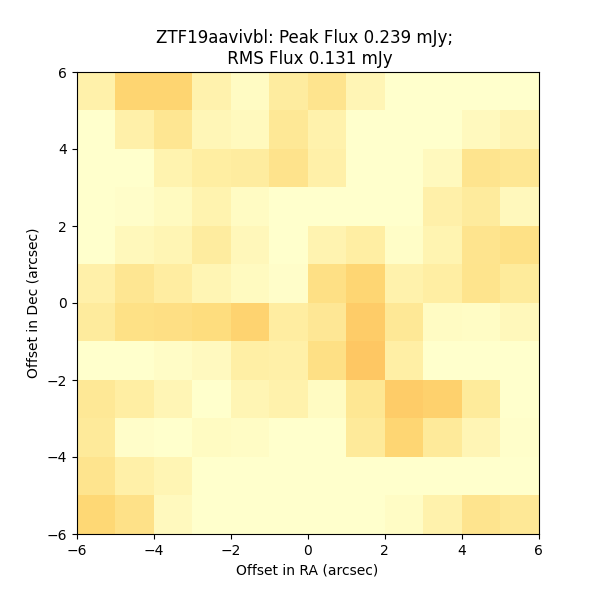 ZTF19aavivbl: Peak Flux 0.239 mJy;
RMS Flux 0.131 mJy
6
4
2
0
−2
−4
−6
Offset in Dec (arcsec)
−6 −4 −2 0 2 4 6
Offset in RA (arcsec)